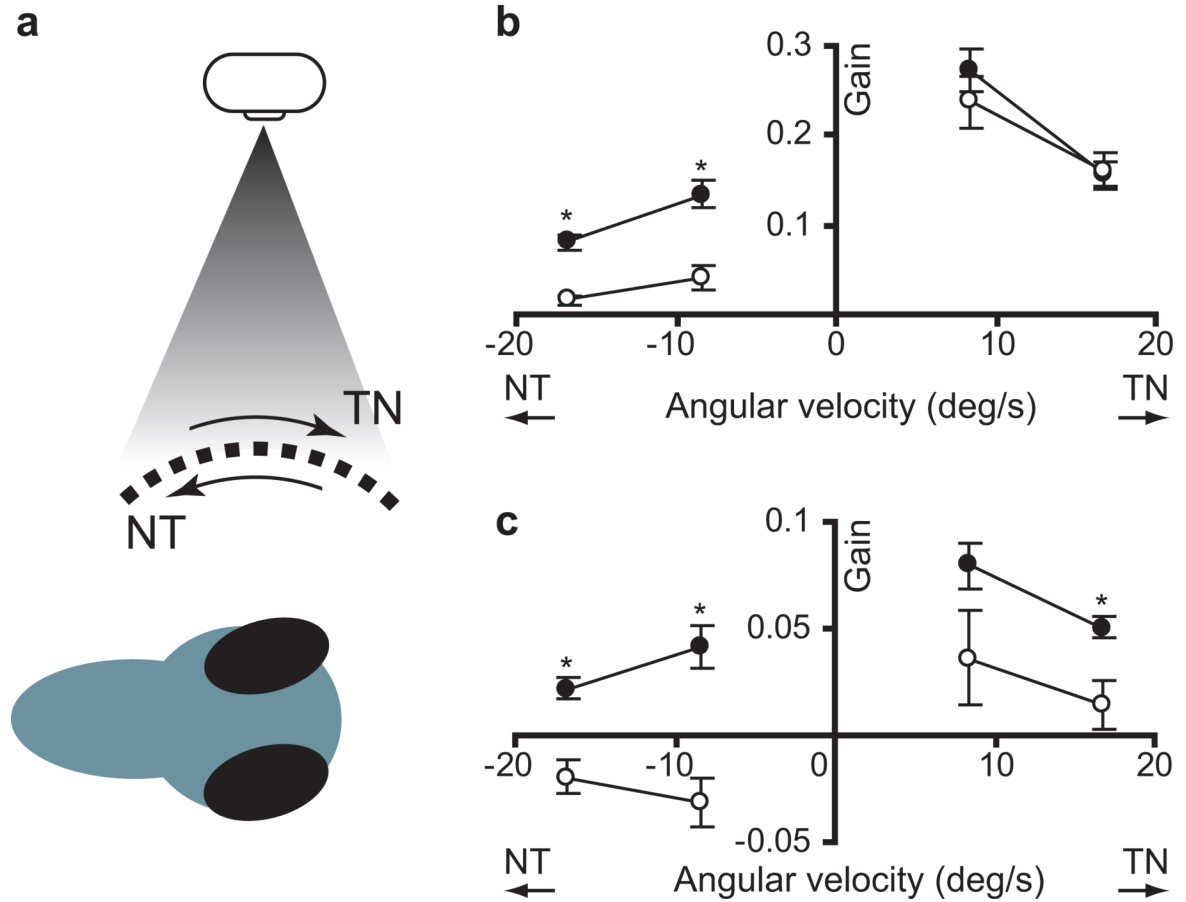 a
TN
NT
b
0.3
0.2
0.1
Gain
*
*
-20
-10
0
10
20
NT
Angular velocity (deg/s)
TN
c
0.1
0.05
-0.05
Gain
*
*
*
-20
-10
0
10
20
NT
Angular velocity (deg/s)
TN